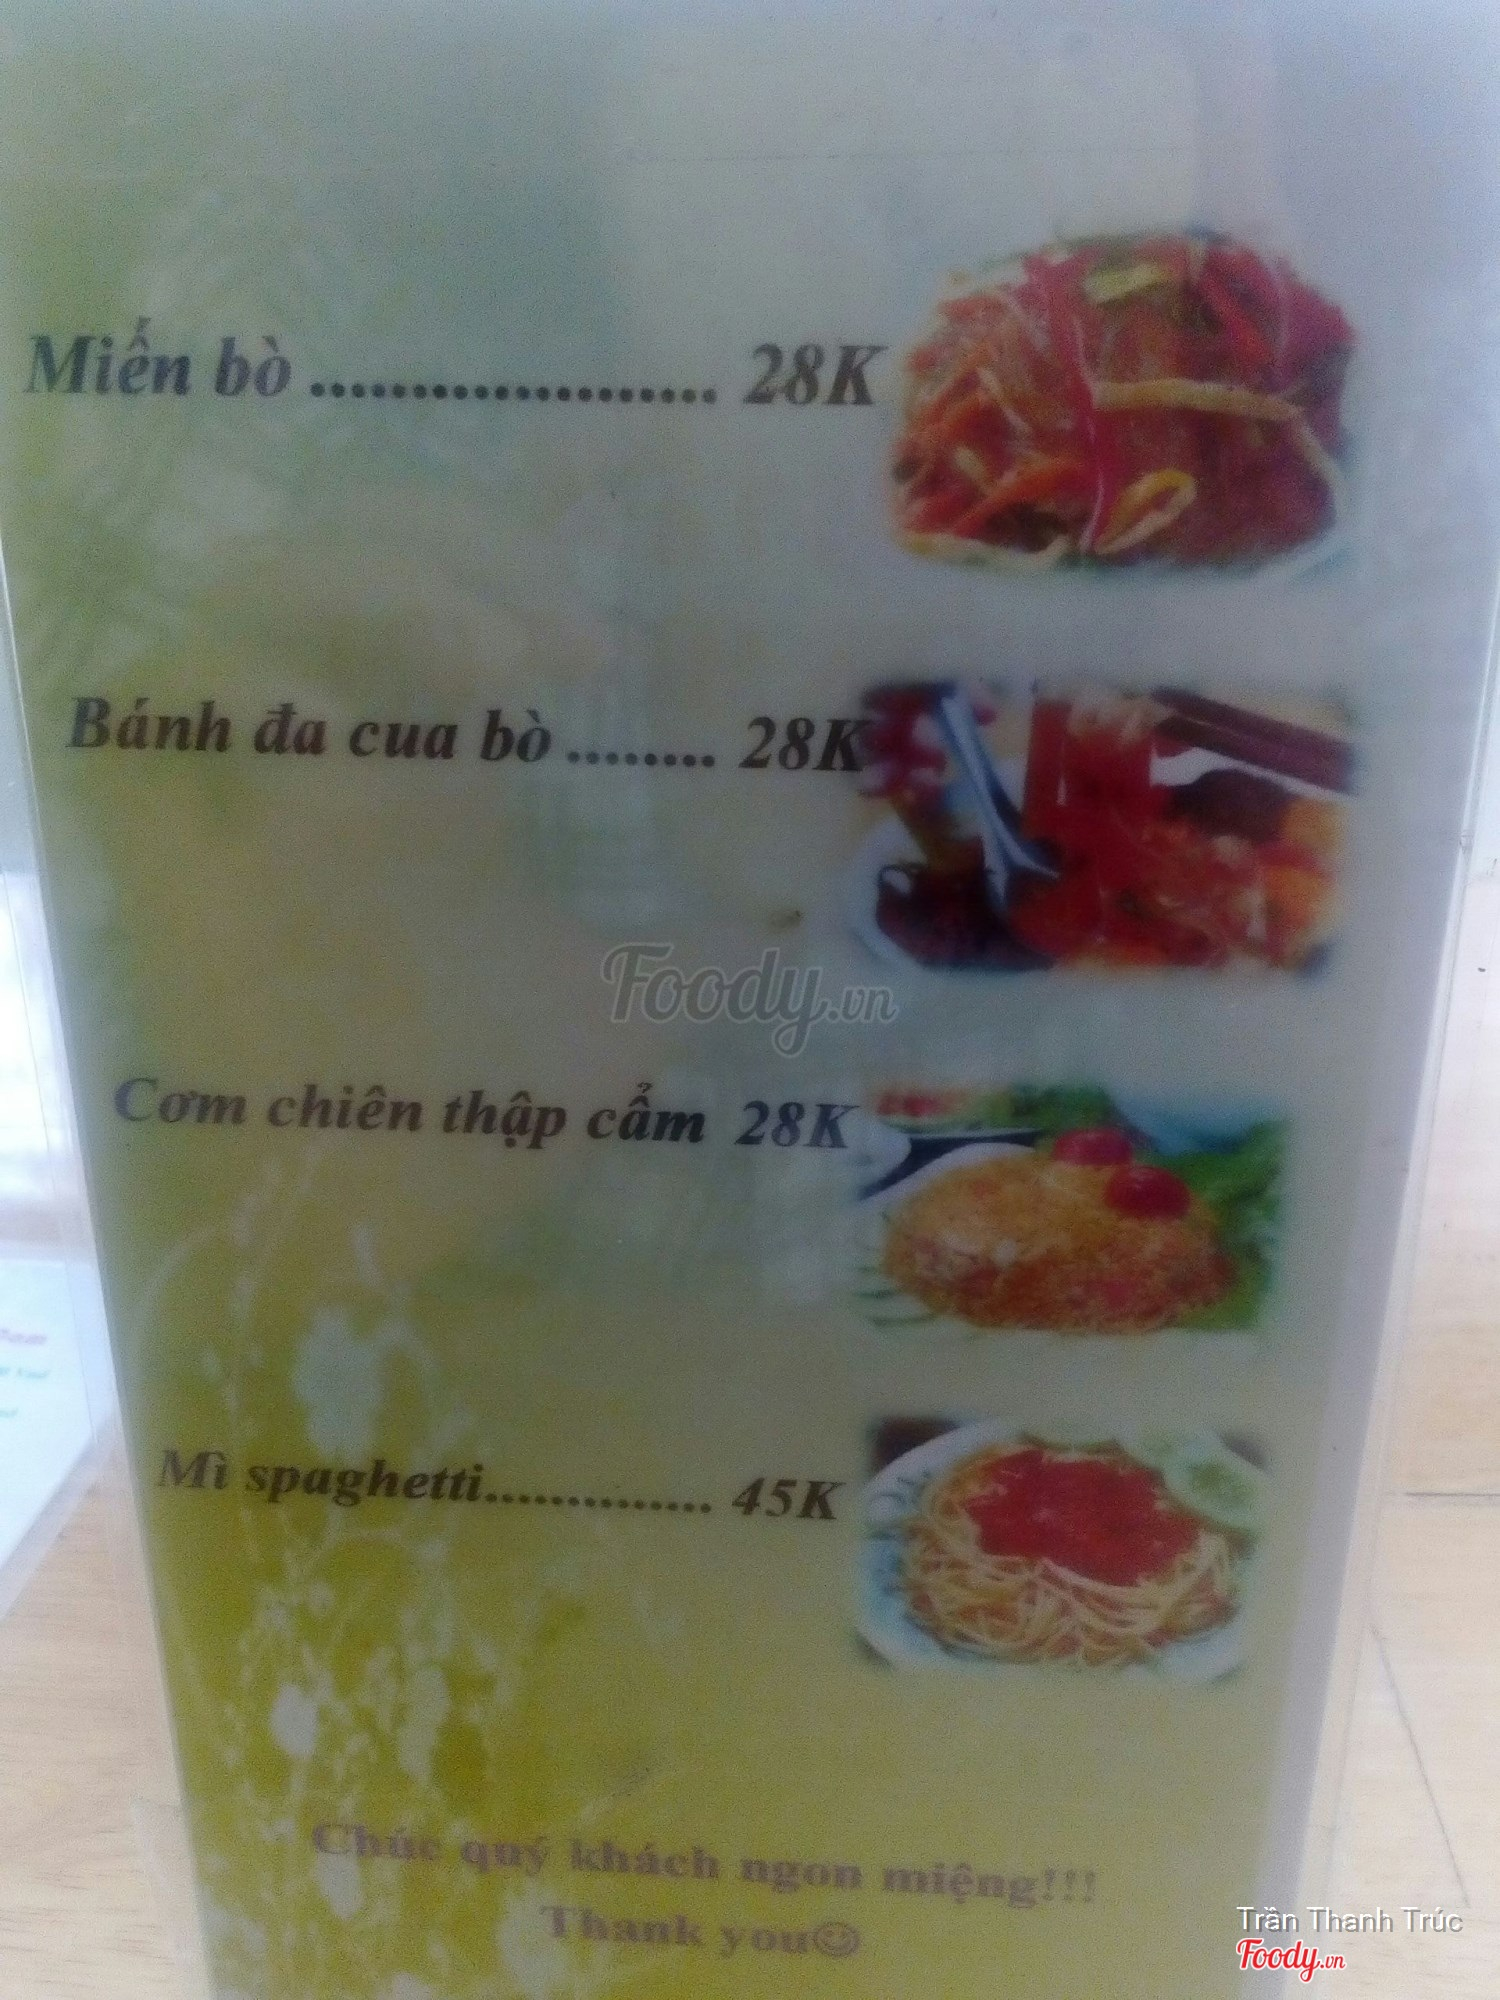 Miến bò .................... 28K
Bánh đa cua bò ........ 28K
Foody.vn
Cơm chiên thập cẩm 28K
Mì spaghetti.............. 45K
Chúc quý khách ngon miệng!!!
Thank you☺
Trần Thanh Trúc
Foody.vn